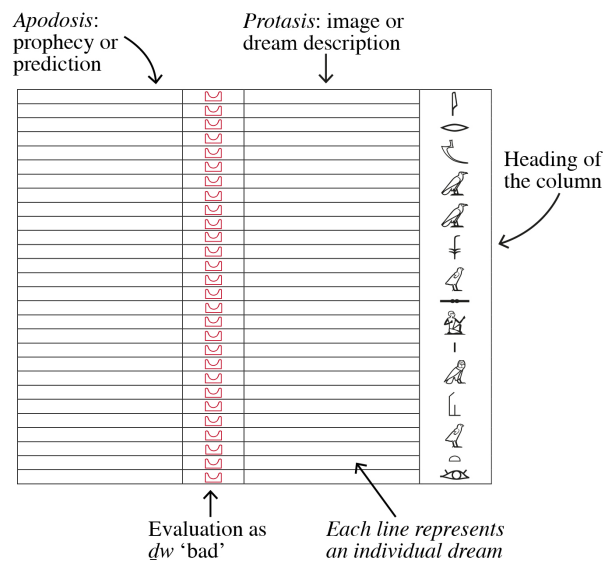 Apodosis:
prophecy or
prediction
Protasis: image or
dream description
Heading of
the column
𓇋
𓂋
𓌳
𓄿
𓄿
𓇓
𓅱
𓊃
𓀀
𓏤
𓅓
𓅱
𓏏
Evaluation as
ḏw ‘bad’
Each line represents
an individual dream